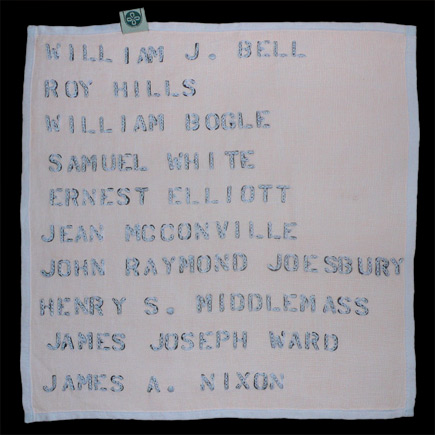 WILLIAM J. BELL
ROY HILLS
WILLIAM BOGLE
SAMUEL WHITE
ERNEST ELLIOTT
JEAN MCCONVILLE
JOHN RAYMOND JOESBURY
HENRY S. MIDDLEMASS
JAMES JOSEPH WARD
JAMES A. NIXON